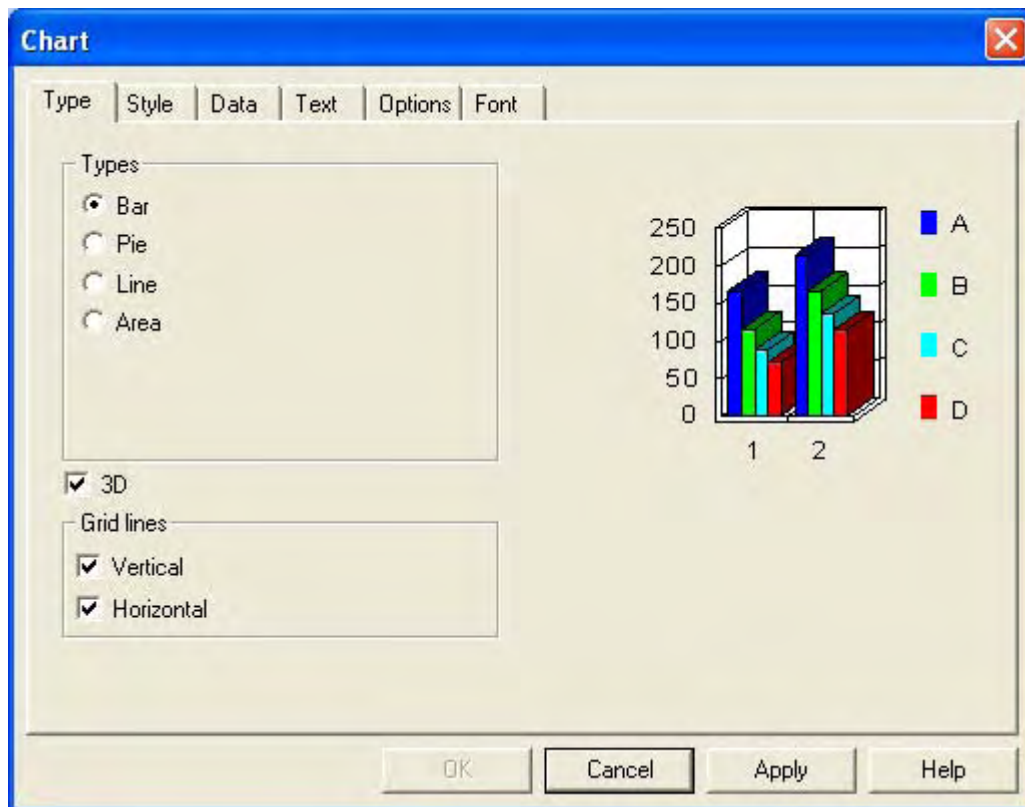 Chart
Type Style Data Text Options Font
Types
Bar
Pie
Line
Area
3D
Grid lines
Vertical
Horizontal
250
200
150
100
50
0
1 2
A
B
C
D
OK Cancel Apply Help